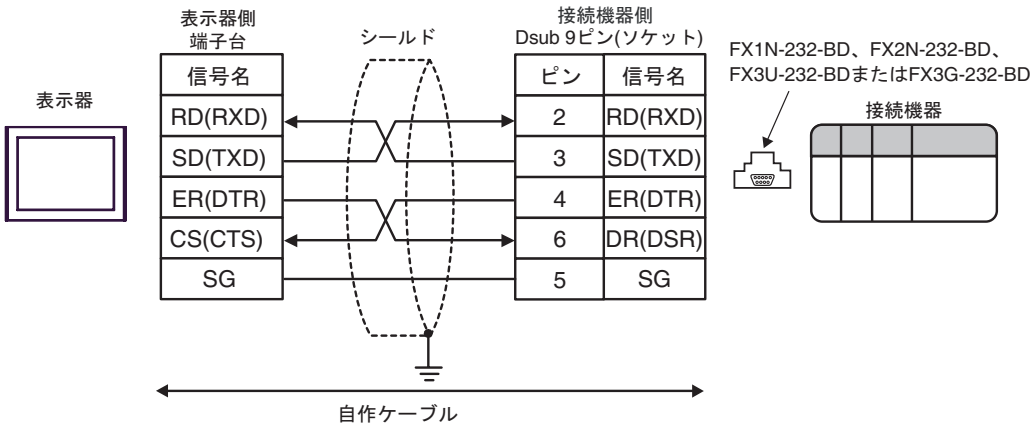 表示器
表示器側
端子台
信号名
RD(RXD)
SD(TXD)
ER(DTR)
CS(CTS)
SG
シールド
接続機器側
Dsub 9ピン(ソケット)
ピン 信号名
2 RD(RXD)
3 SD(TXD)
4 ER(DTR)
6 DR(DSR)
5 SG
FX1N-232-BD、FX2N-232-BD、
FX3U-232-BDまたはFX3G-232-BD
接続機器
自作ケーブル